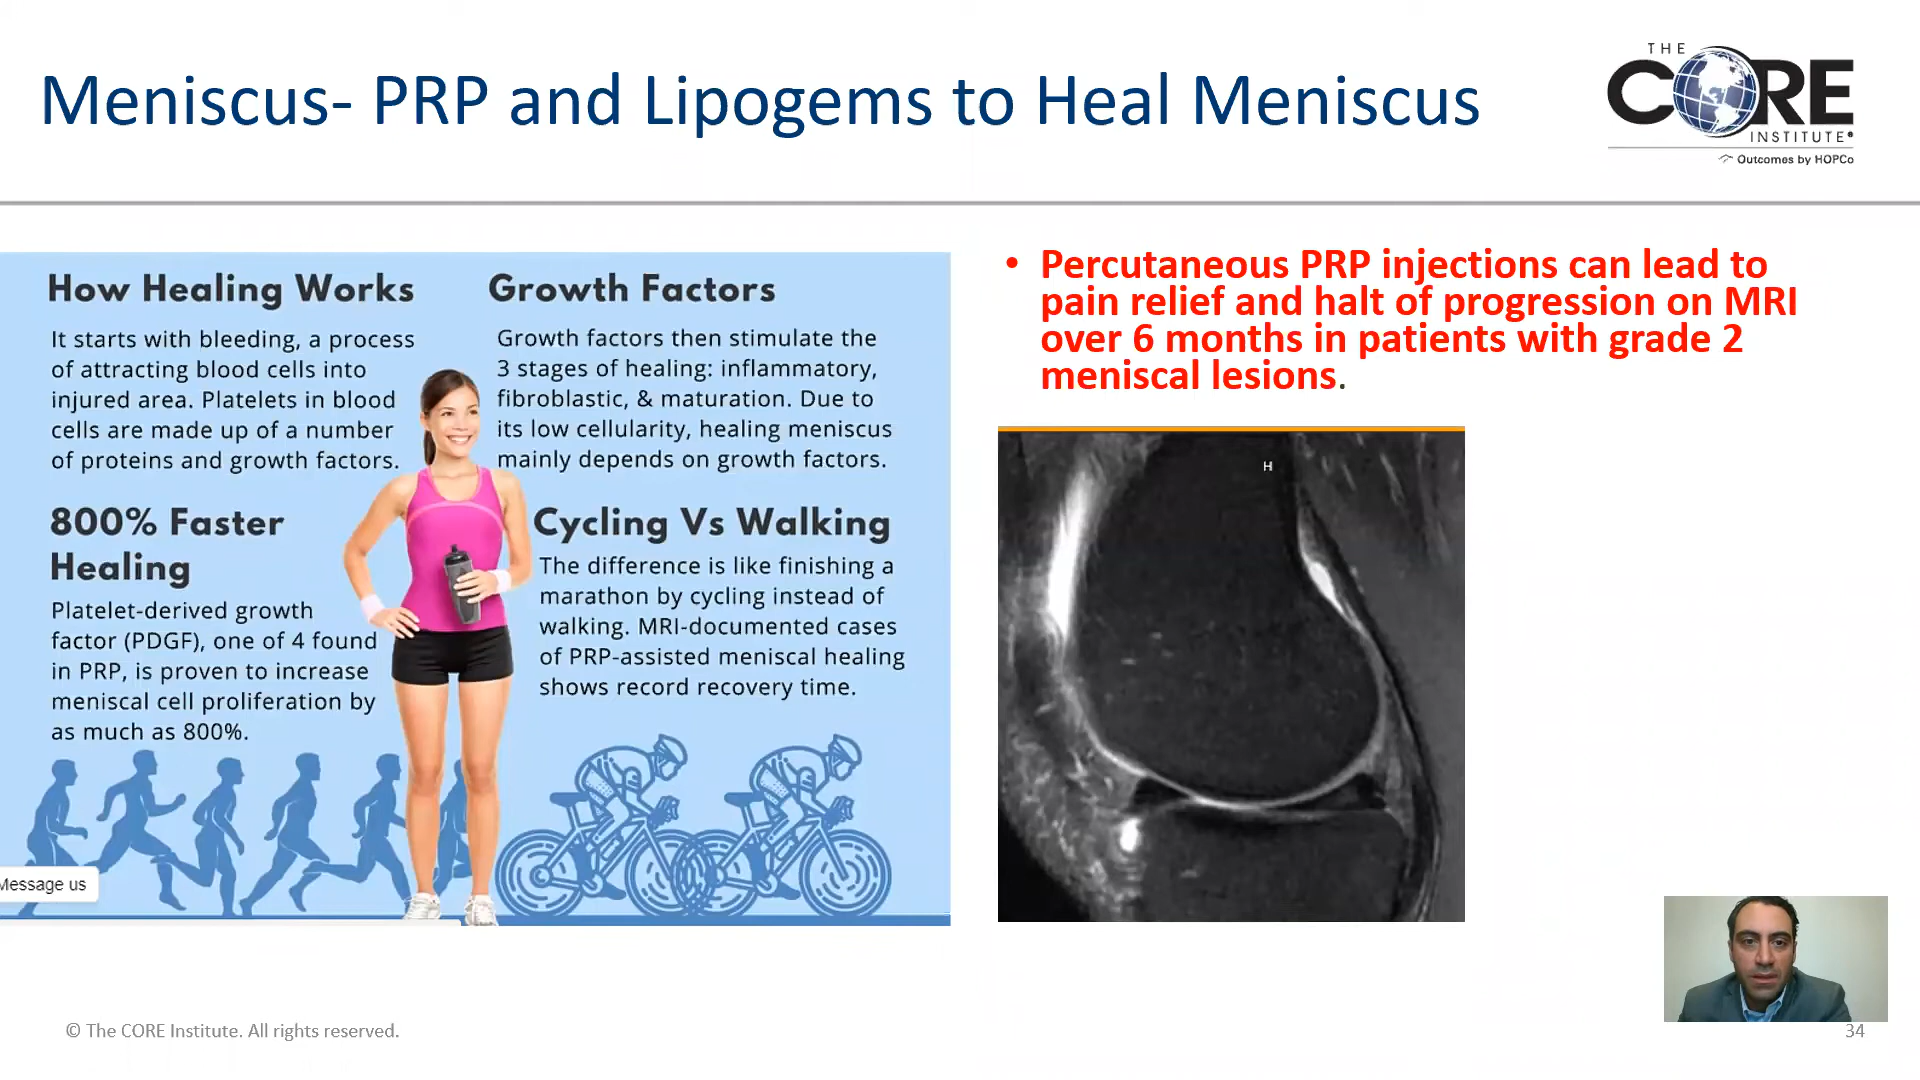 Meniscus- PRP and Lipogems to Heal Meniscus
THE
CORE
INSTITUTE®
Outcomes by HOPCo
How Healing Works
It starts with bleeding, a process
of attracting blood cells into
injured area. Platelets in blood
cells are made up of a number
of proteins and growth factors.
Growth Factors
Growth factors then stimulate the
3 stages of healing: inflammatory,
fibroblastic, & maturation. Due to
its low cellularity, healing meniscus
mainly depends on growth factors.
800% Faster
Healing
Platelet-derived growth
factor (PDGF), one of 4 found
in PRP, is proven to increase
meniscal cell proliferation by
as much as 800%.
Cycling Vs Walking
The difference is like finishing a
marathon by cycling instead of
walking. MRI-documented cases
of PRP-assisted meniscal healing
shows record recovery time.
Message us
• Percutaneous PRP injections can lead to
pain relief and halt of progression on MRI
over 6 months in patients with grade 2
meniscal lesions.
H
© The CORE Institute. All rights reserved.
34